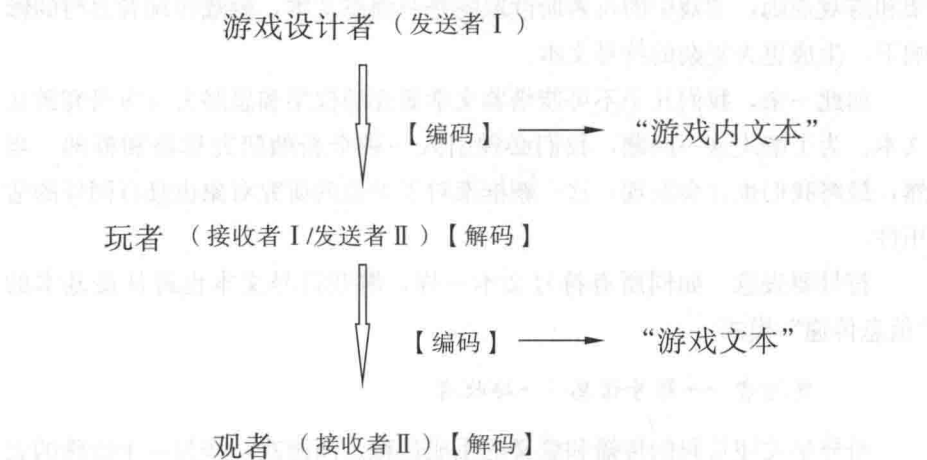 游戏设计者（发送者Ⅰ）
【编码】 “游戏内文本”
玩者（接收者Ⅰ/发送者Ⅱ）【解码】
【编码】 “游戏文本”
观者（接收者Ⅱ）【解码】